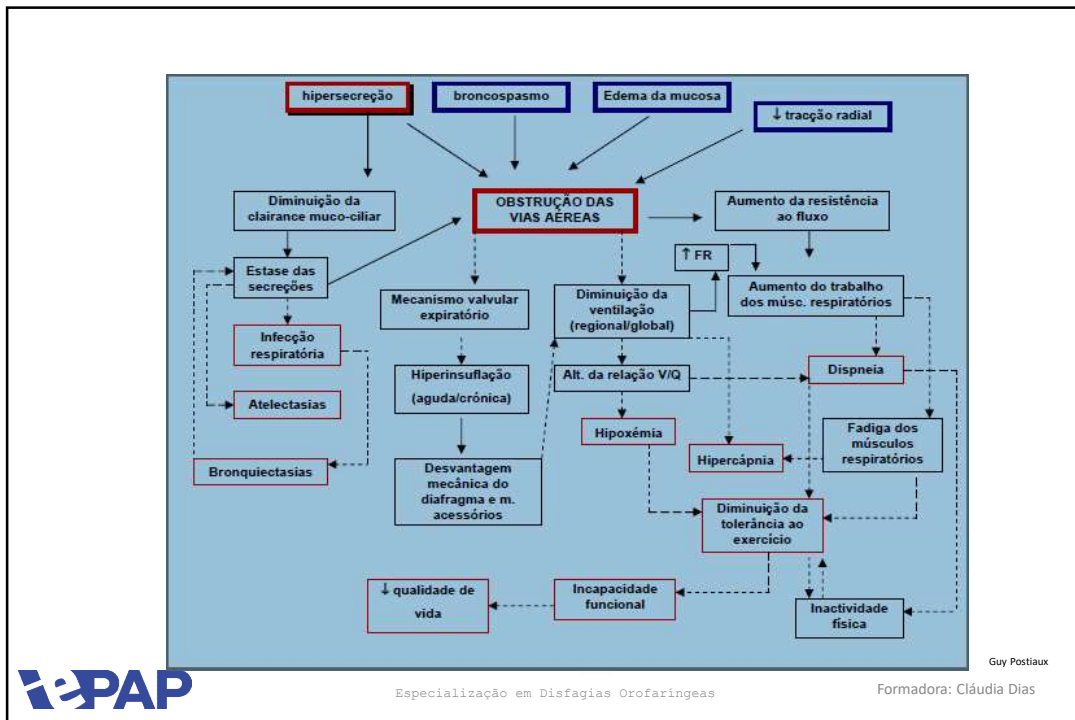 hipersecreção
broncospasmo
Edema da mucosa
↓ tracção radial
Diminuição da
clairance muco-ciliar
OBSTRUÇÃO DAS
VIAS AÉREAS
Aumento da resistência
ao fluxo
↑ FR
Estase das
secreções
Mecanismo valvular
expiratório
Diminuição da
ventilação
(regional/global)
Aumento do trabalho
dos músc. respiratórios
Infecção
respiratória
Hiperinsuflação
(aguda/crónica)
Alt. da relação V/Q
Dispneia
Atelectasias
Hipoxémia
Fadiga dos
músculos
respiratórios
Hipercápnia
Bronquiectasias
Desvantagem
mecânica do
diafragma e m.
acessórios
Diminuição da
tolerância ao
exercício
↓ qualidade de
vida
Incapacidade
funcional
Inactividade
física
Guy Postiaux
iePAP
Especialização em Disfagias Orofaringeas
Formadora: Cláudia Dias